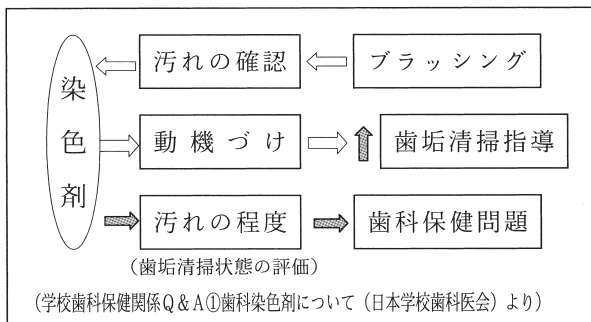 染色剤
汚れの確認
ブラッシング
動機づけ
歯垢清掃指導
汚れの程度
歯科保健問題
（歯垢清掃状態の評価）
（学校歯科保健関係Ｑ＆Ａ①歯科染色剤について（日本学校歯科医会）より）